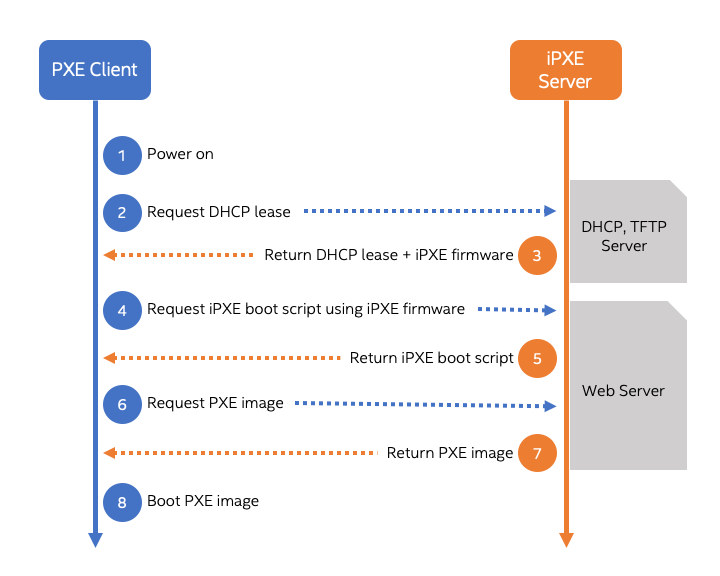 PXE Client
iPXE
Server
1 Power on
2 Request DHCP lease
DHCP, TFTP
Server
Return DHCP lease + iPXE firmware 3
4 Request iPXE boot script using iPXE firmware
Return iPXE boot script 5
Web Server
6 Request PXE image
Return PXE image 7
8 Boot PXE image